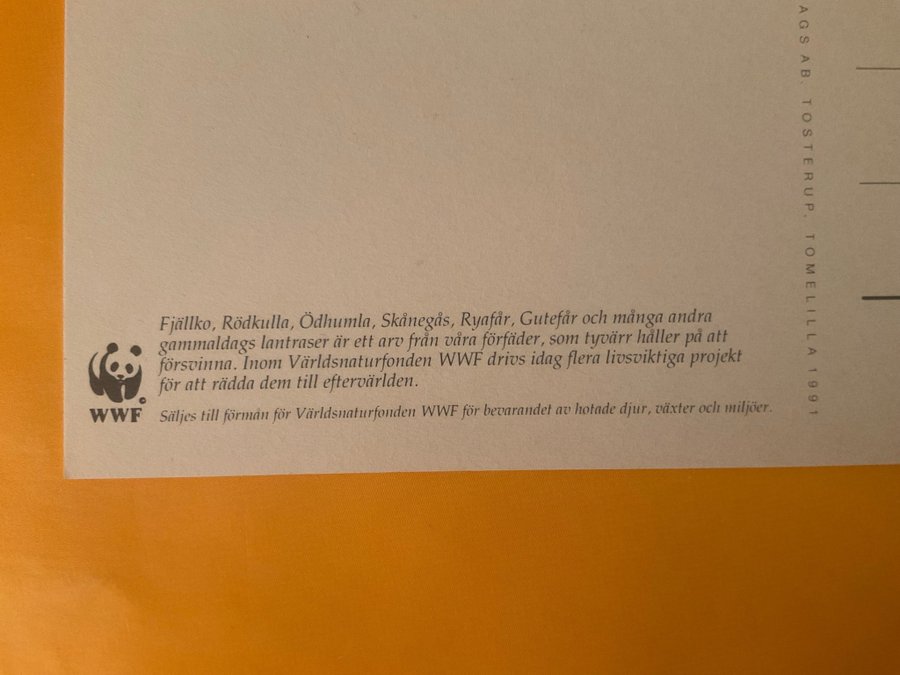 Fjällko, Rödkulla, Ödhumla, Skånegås, Ryafår, Gutefår och många andra
gammaldags lantraser är ett arv från våra förfäder, som tyvärr håller på att
försvinna. Inom Världsnaturfonden WWF drivs idag flera livsviktiga projekt
för att rädda dem till eftervärlden.
WWF
©
Säljes till förmån för Världsnaturfonden WWF för bevarandet av hotade djur, växter och miljöer.
AGS AB. TOSTERUP. TOMELILLA 1991